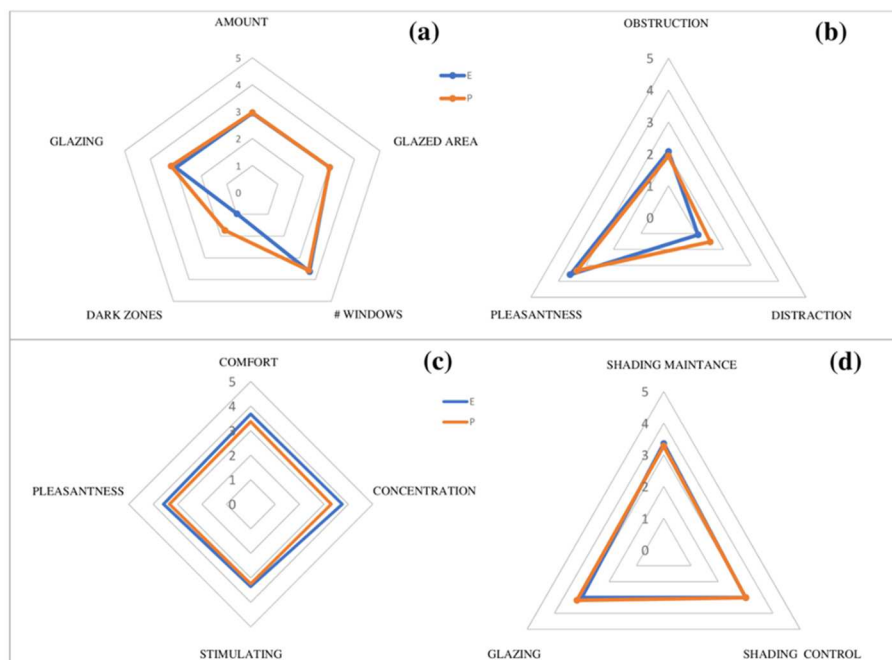 AMOUNT
(a)
5
4
3
2
1
0
GLAZING
GLAZED AREA
DARK ZONES
# WINDOWS
E
P
OBSTRUCTION
(b)
5
4
3
2
1
0
PLEASANTNESS
DISTRACTION
COMFORT
(c)
5
4
3
2
1
0
PLEASANTNESS
CONCENTRATION
STIMULATING
E
P
SHADING MAINTANCE
(d)
5
4
3
2
1
0
GLAZING
SHADING CONTROL